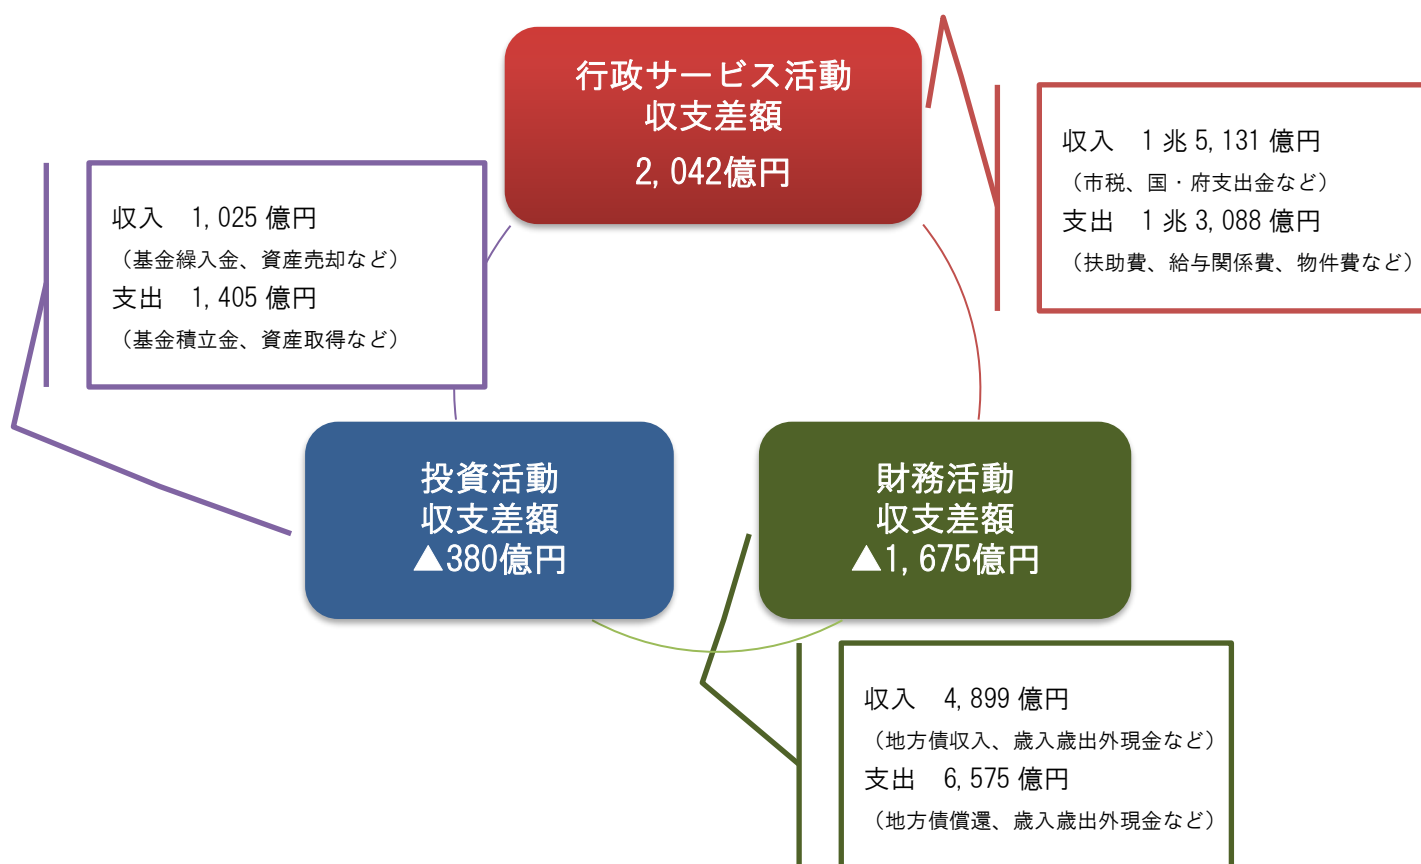 行政サービス活動
収支差額
2,042億円
収入　1兆5,131億円
（市税、国・府支出金など）
支出　1兆3,088億円
（扶助費、給与関係費、物件費など）
収入　1,025億円
（基金繰入金、資産売却など）
支出　1,405億円
（基金積立金、資産取得など）
投資活動
収支差額
▲380億円
財務活動
収支差額
▲1,675億円
収入　4,899億円
（地方債収入、歳入歳出外現金など）
支出　6,575億円
（地方債償還、歳入歳出外現金など）